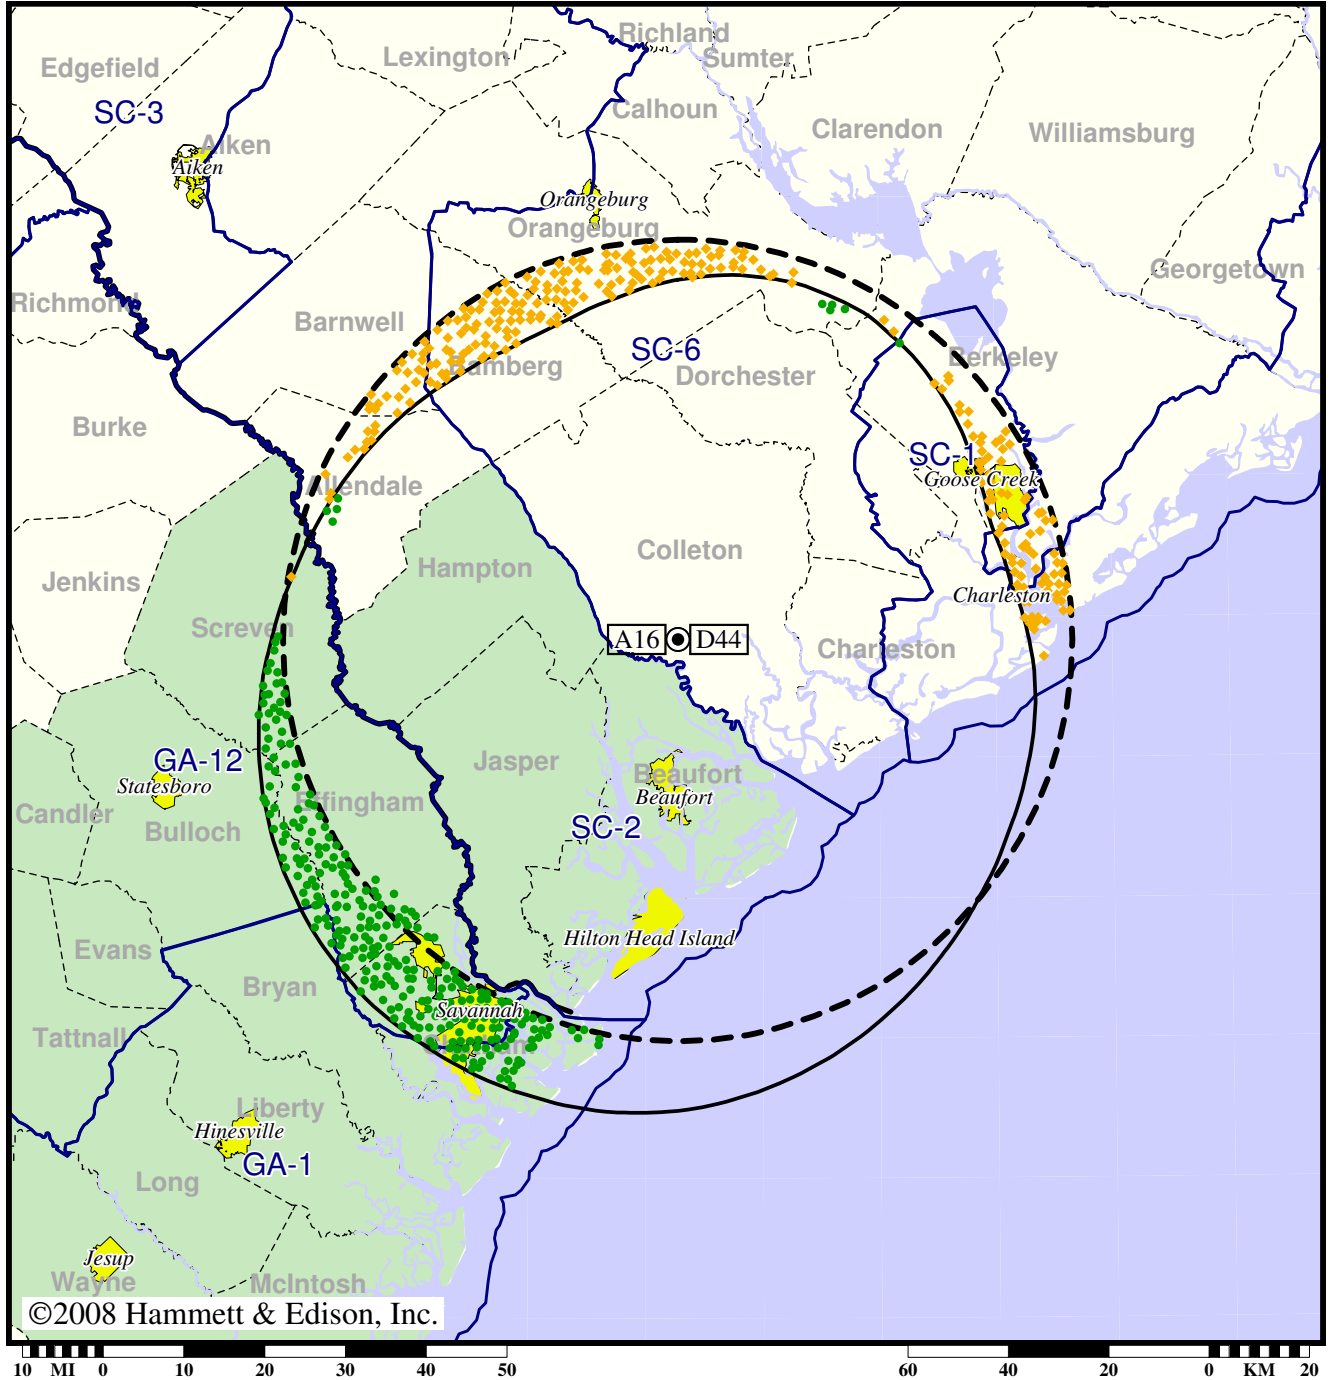 Richland
Edgefield
Lexington
Sumter
SC-3
Calhoun
Clarendon
Williamsburg
Aiken
Aiken
Orangeburg
Orangeburg
Georgetown
Richmond
Barnwell
SC-6
Berkeley
Bamberg
Dorchester
Burke
SC-1
Goose Creek
Allendale
Colleton
Hampton
Jenkins
Charleston
Screven
A16
D44
Charleston
GA-12
Jasper
Statesboro
Beaufort
Beaufort
Effingham
Candler
Bulloch
SC-2
Evans
Hilton Head Island
Bryan
Savannah
Tattnall
Chatham
Liberty
Hinesville
GA-1
Long
Jesup
Wayne
McIntosh
©2008 Hammett & Edison, Inc.
10 MI 0 10 20 30 40 50 60 40 20 0 KM 20